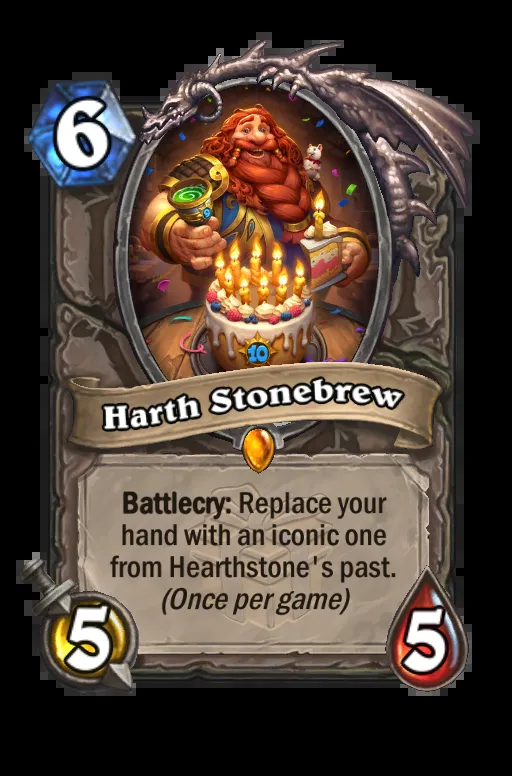 6
9
10
Harth Stonebrew
Battlecry: Replace your
hand with an iconic one
from Hearthstone's past.
(Once per game)
5
5